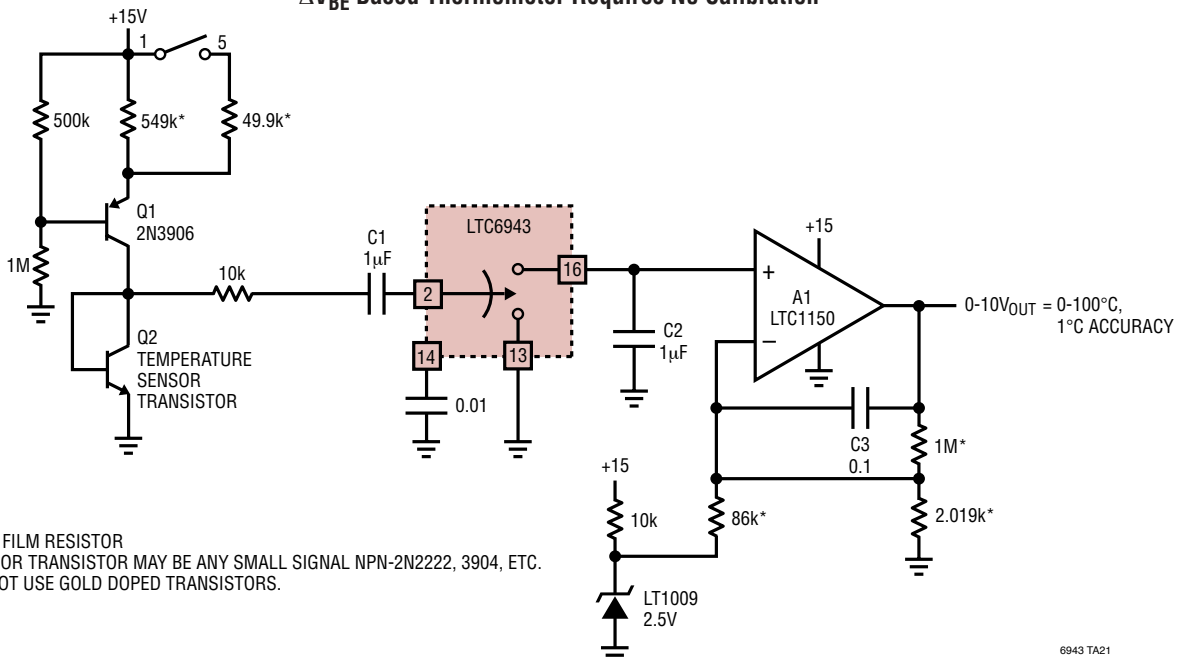 ΔVBE Based Thermometer Requires No Calibration
+15V
1
5
500k
549k*
49.9k*
Q1
2N3906
1M
10k
C1
1µF
LTC6943
2
16
14
13
0.01
Q2
TEMPERATURE
SENSOR
TRANSISTOR
C2
1µF
+15
+
A1
LTC1150
–
0-10VOUT = 0-100°C,
1°C ACCURACY
C3
0.1
1M*
2.019k*
+15
10k
86k*
LT1009
2.5V
FILM RESISTOR
OR TRANSISTOR MAY BE ANY SMALL SIGNAL NPN-2N2222, 3904, ETC.
OT USE GOLD DOPED TRANSISTORS.
6943 TA21